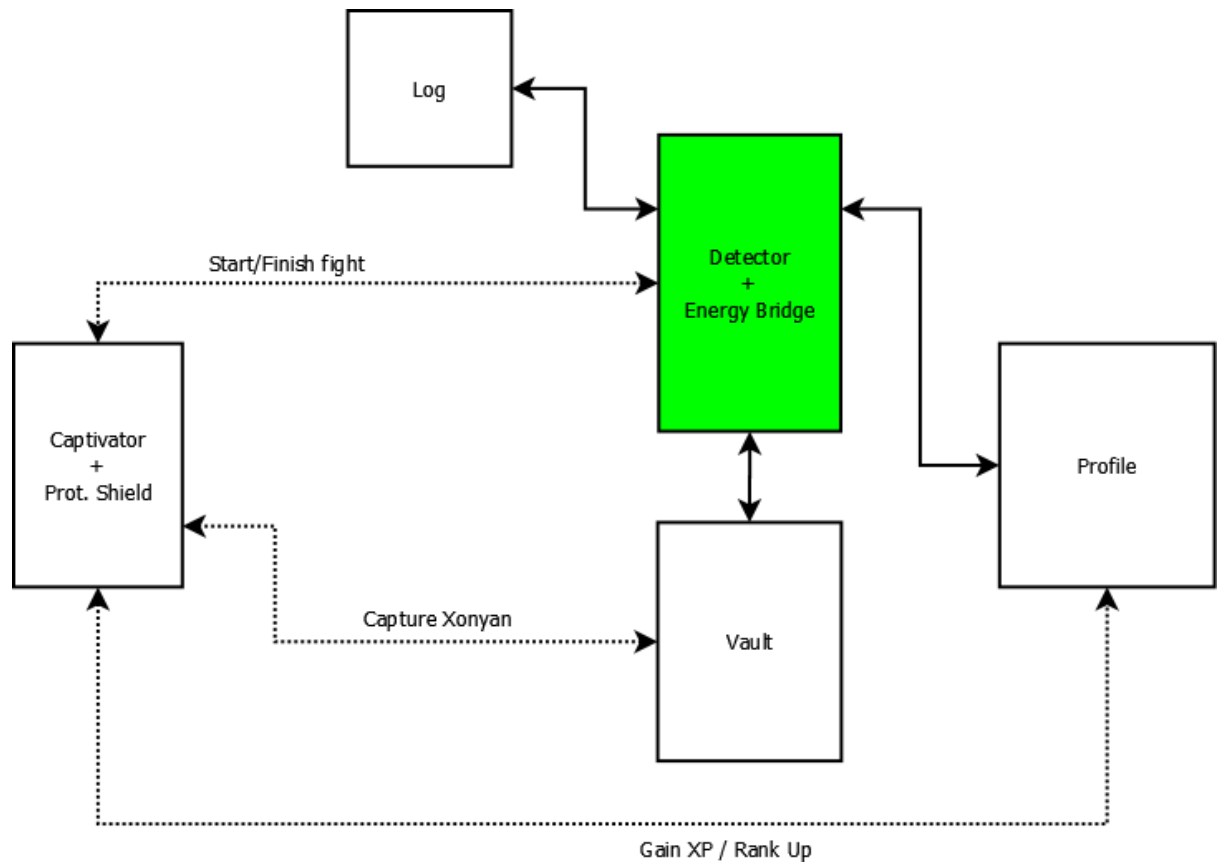 Log
Start/Finish fight
Detector
+
Energy Bridge
Captivator
+
Prot. Shield
Profile
Capture Xonyan
Vault
Gain XP / Rank Up